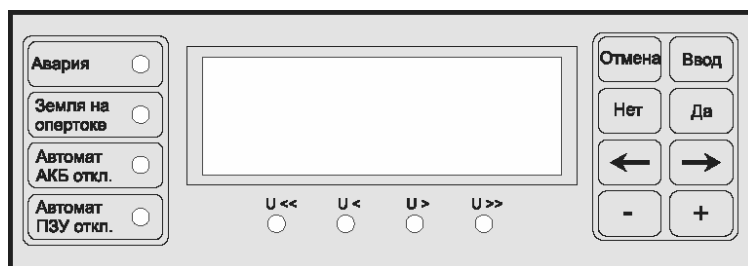 Авария
Земля на
опертоке
Автомат
АКБ откл.
Автомат
ПЗУ откл.
U << U < U > U >>
Отмена Ввод
Нет Да
← →
- +